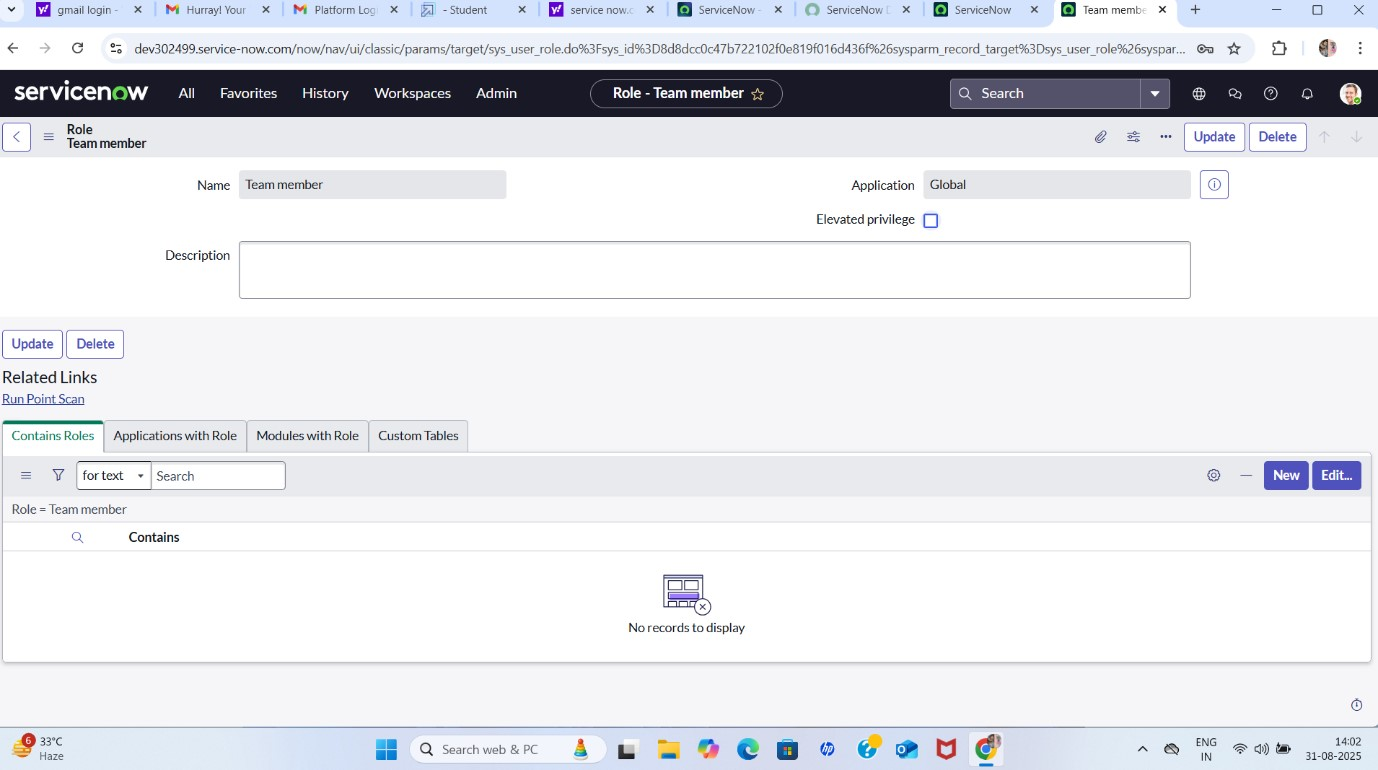 gmail login -
Hurray! Your
Platform Log
- Student
service now.c
ServiceNow -
ServiceNow D
ServiceNow
Team membe
dev302499.service-now.com/now/nav/ui/classic/params/target/sys_user_role.do%3Fsys_id%3D8d8dcc0c47b722102f0e819f016d436f%26sysparm_record_target%3Dsys_user_role%26syspar...
servicenow All Favorites History Workspaces Admin Role - Team member Search
Role
Team member
Update Delete
Name Team member
Application Global
Elevated privilege
Description
Update Delete
Related Links
Run Point Scan
Contains Roles Applications with Role Modules with Role Custom Tables
for text Search New Edit...
Role = Team member
Contains
No records to display
6
33°C
Haze
Search web & PC
ENG
IN
14:02
31-08-2025